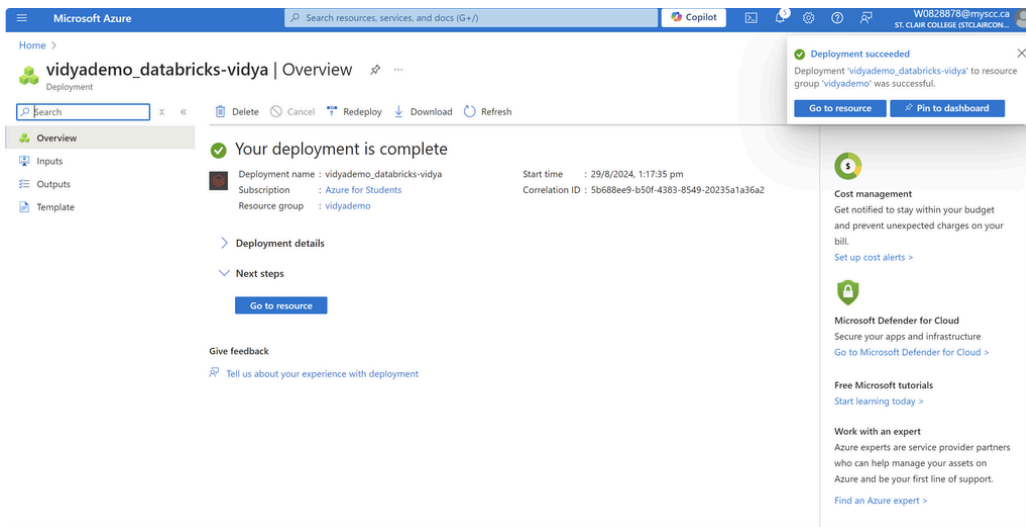 Microsoft Azure
Search resources, services, and docs (G+/)
Copilot
5
W0828878@myscc.ca
ST. CLAIR COLLEGE (STCLAIRCON...
Home >
vidyademo_databricks-vidya | Overview
Deployment
Search
Overview
Inputs
Outputs
Template
Delete
Cancel
Redeploy
Download
Refresh
Your deployment is complete
Deployment name : vidyademo_databricks-vidya
Subscription : Azure for Students
Resource group : vidyademo
Start time : 29/8/2024, 1:17:35 pm
Correlation ID : 5b688ee9-b50f-4383-8549-20235a1a36a2
Deployment details
Next steps
Go to resource
Give feedback
Tell us about your experience with deployment
Deployment succeeded
Deployment 'vidyademo_databricks-vidya' to resource
group 'vidyademo' was successful.
Go to resource
Pin to dashboard
Cost management
Get notified to stay within your budget
and prevent unexpected charges on your
bill.
Set up cost alerts >
Microsoft Defender for Cloud
Secure your apps and infrastructure
Go to Microsoft Defender for Cloud >
Free Microsoft tutorials
Start learning today >
Work with an expert
Azure experts are service provider partners
who can help manage your assets on
Azure and be your first line of support.
Find an Azure expert >